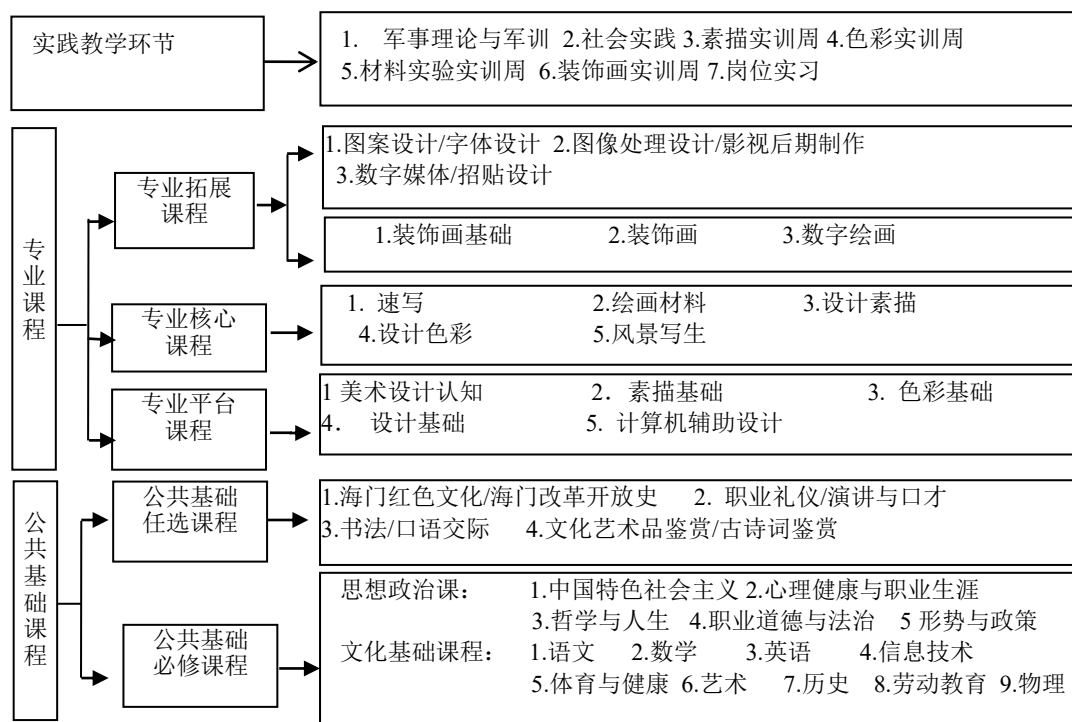 实践教学环节
1. 军事理论与军训 2.社会实践 3.素描实训周 4.色彩实训周
5.材料实验实训周 6.装饰画实训周 7.岗位实习
专业课程
专业拓展
课程
1.图案设计/字体设计 2.图像处理设计/影视后期制作
3.数字媒体/招贴设计
1.装饰画基础 2.装饰画 3.数字绘画
专业核心
课程
1. 速写 2.绘画材料 3.设计素描
4.设计色彩 5.风景写生
专业平台
课程
1 美术设计认知 2. 素描基础 3. 色彩基础
4. 设计基础 5. 计算机辅助设计
公共基础课程
公共基础
任选课程
1.海门红色文化/海门改革开放史 2. 职业礼仪/演讲与口才
3.书法/口语交际 4.文化艺术品鉴赏/古诗词鉴赏
公共基础
必修课程
思想政治课： 1.中国特色社会主义 2.心理健康与职业生涯
3.哲学与人生 4.职业道德与法治 5 形势与政策
文化基础课程： 1.语文 2.数学 3.英语 4.信息技术
5.体育与健康 6.艺术 7.历史 8.劳动教育 9.物理